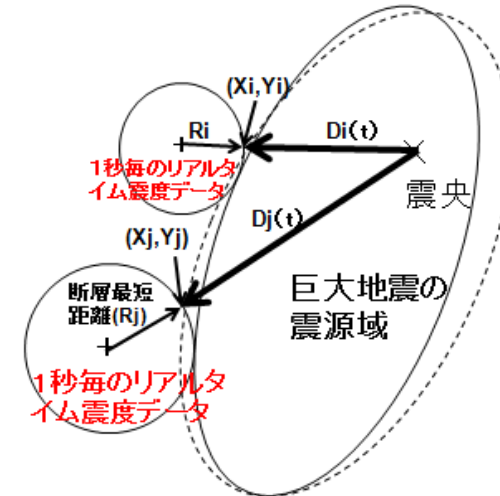 (Xi,Yi)
Ri
Di(t)
1秒毎のリアルタ
イム震度データ
震央
Dj(t)
(Xj,Yj)
断層最短
距離(Rj)
巨大地震の
震源域
1秒毎のリアルタ
イム震度データ